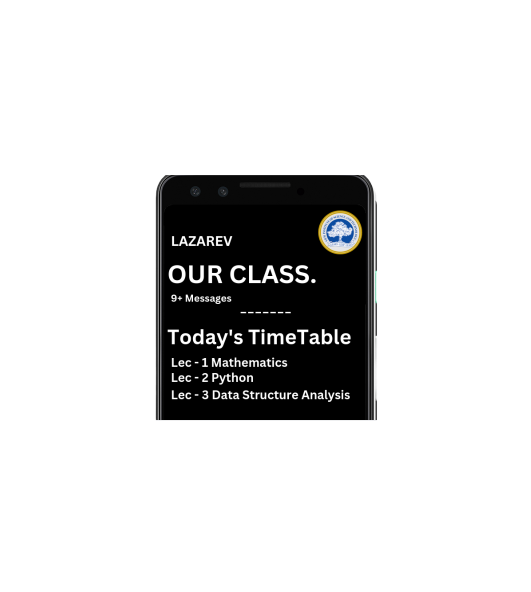 LAZAREV
OUR CLASS.
9+ Messages
-------
Today's TimeTable
Lec - 1 Mathematics
Lec - 2 Python
Lec - 3 Data Structure Analysis